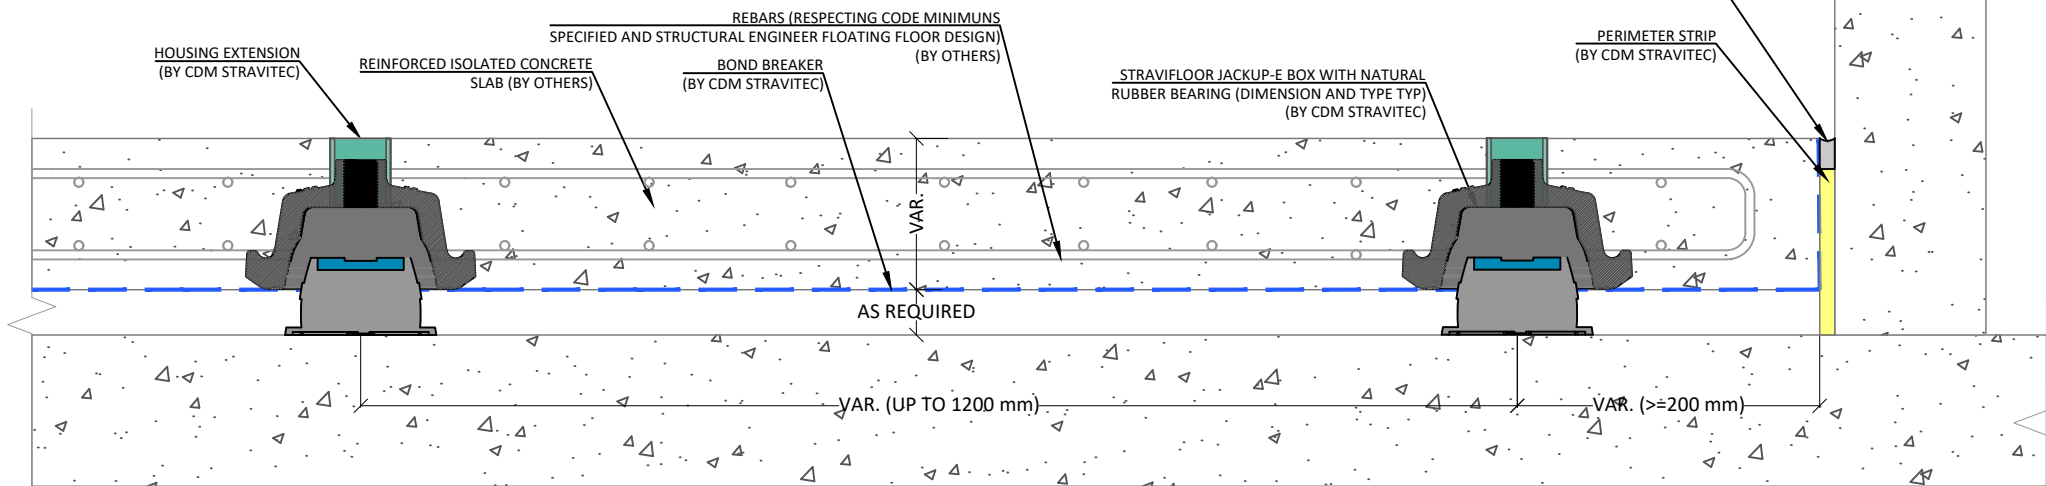 REBARS (RESPECTING CODE MINIMUNS
SPECIFIED AND STRUCTURAL ENGINEER FLOATING FLOOR DESIGN)
(BY OTHERS)
HOUSING EXTENSION
(BY CDM STRAVITEC)
REINFORCED ISOLATED CONCRETE
SLAB (BY OTHERS)
BOND BREAKER
(BY CDM STRAVITEC)
STRAVIFLOOR JACKUP-E BOX WITH NATURAL
RUBBER BEARING (DIMENSION AND TYPE TYP)
(BY CDM STRAVITEC)
PERIMETER STRIP
(BY CDM STRAVITEC)
VAR.
AS REQUIRED
VAR. (UP TO 1200 mm)
VAR. (>=200 mm)